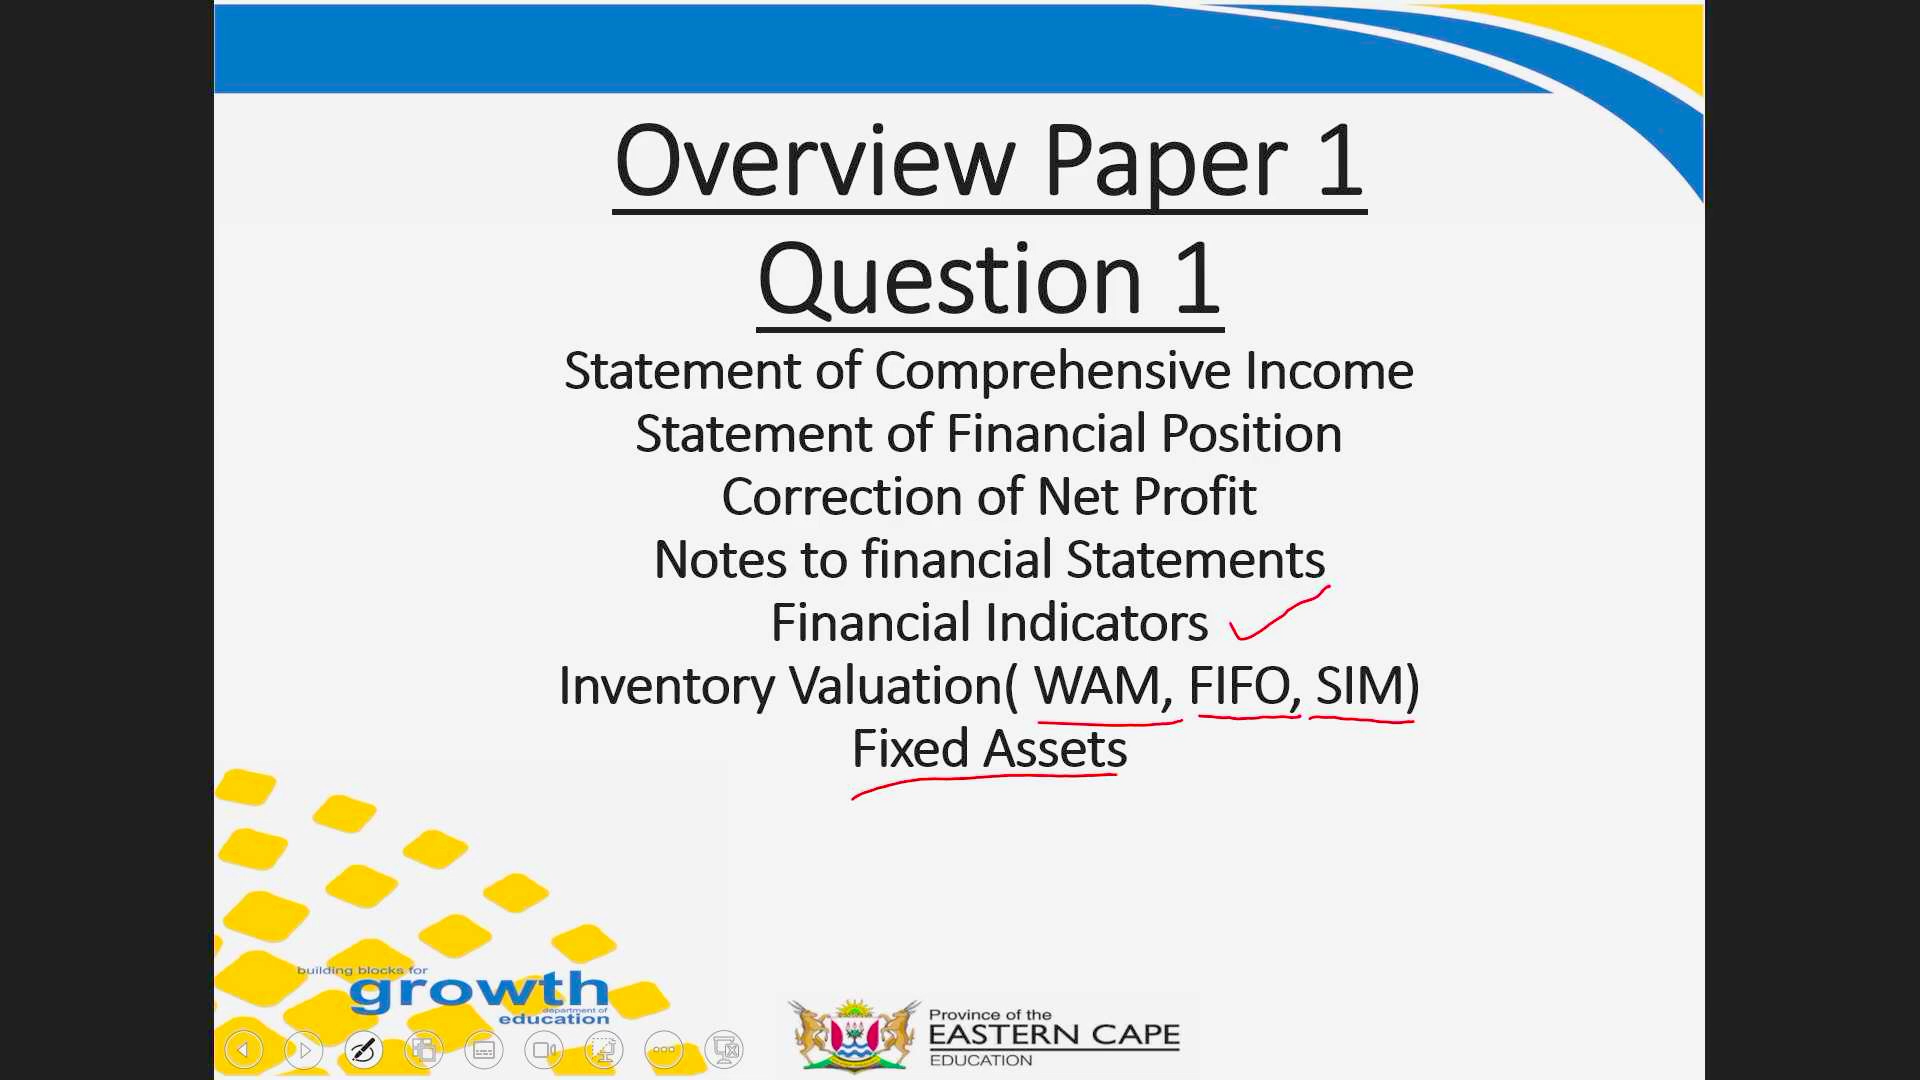 Overview Paper 1
Question 1
Statement of Comprehensive Income
Statement of Financial Position
Correction of Net Profit
Notes to financial Statements
Financial Indicators
Inventory Valuation( WAM, FIFO, SIM)
Fixed Assets
building blocks for
growth
department of
education
Province of the
EASTERN CAPE
EDUCATION